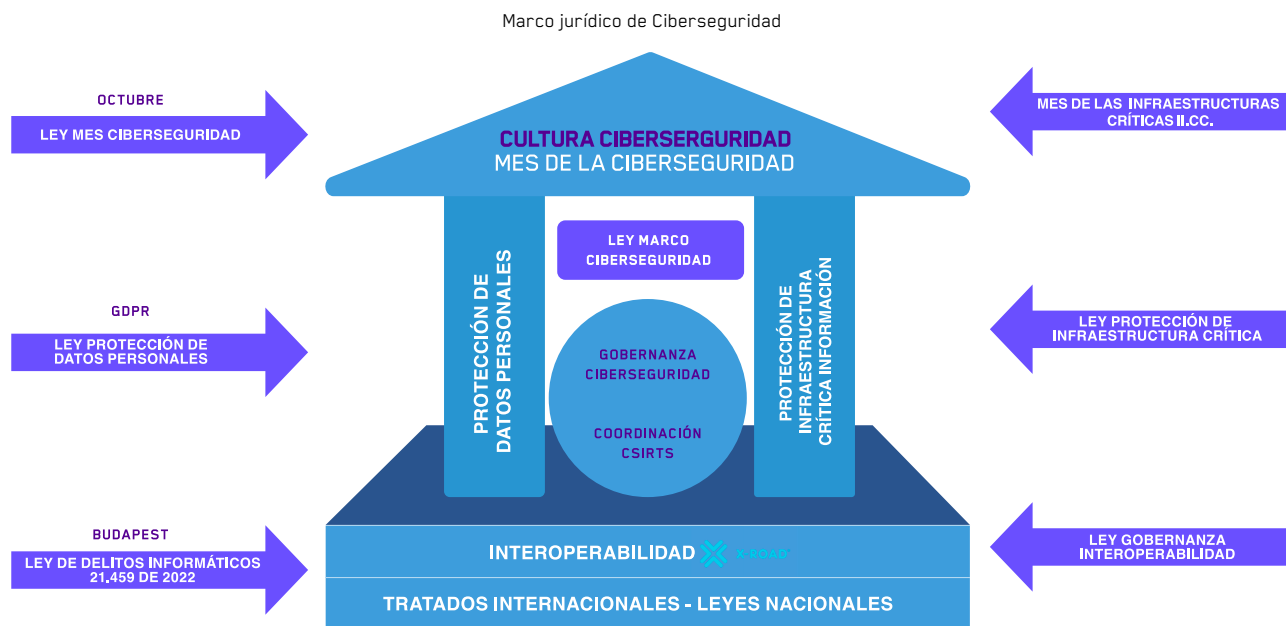 Marco jurídico de Ciberseguridad
OCTUBRE
LEY MES CIBERSEGURIDAD
MES DE LAS INFRAESTRUCTURAS
CRÍTICAS II.CC.
CULTURA CIBERSERGURIDAD
MES DE LA CIBERSEGURIDAD
LEY MARCO
CIBERSEGURIDAD
PROTECCIÓN DE
DATOS PERSONALES
PROTECCIÓN DE
INFRAESTRUCTURA
CRÍTICA INFORMACIÓN
GDPR
LEY PROTECCIÓN DE
DATOS PERSONALES
LEY PROTECCIÓN DE
INFRAESTRUCTURA CRÍTICA
GOBERNANZA
CIBERSEGURIDAD
COORDINACIÓN
CSIRTS
BUDAPEST
LEY DE DELITOS INFORMÁTICOS
21.459 DE 2022
LEY GOBERNANZA
INTEROPERABILIDAD
INTEROPERABILIDAD X ROAD
TRATADOS INTERNACIONALES - LEYES NACIONALES